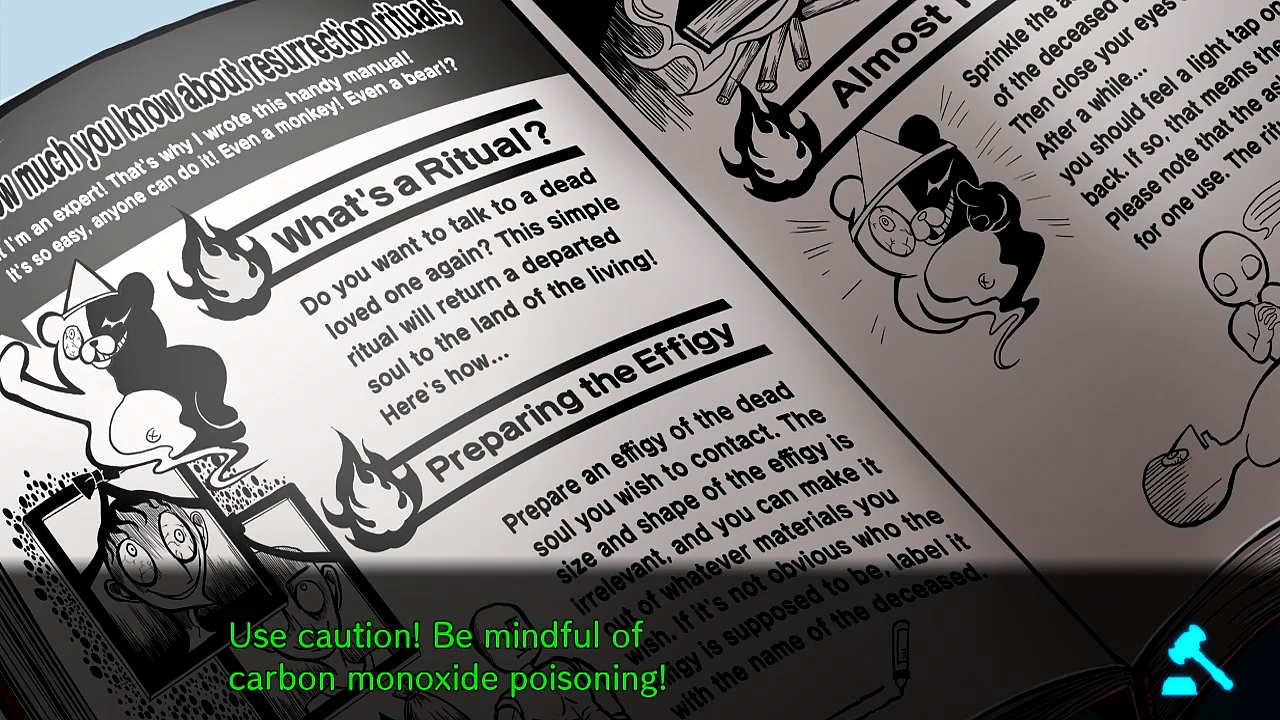 ow much you know about resurrection rituals,
t I'm an expert! That's why I wrote this handy manual!
It's so easy, anyone can do it! Even a monkey! Even a bear!?
What's a Ritual?
Do you want to talk to a dead
loved one again? This simple
ritual will return a departed
soul to the land of the living!
Here's how...
Preparing the Effigy
Prepare an effigy of the dead
soul you wish to contact. The
size and shape of the effigy is
irrelevant, and you can make it
out of whatever materials you
wish. If it's not obvious who the
effigy is supposed to be, label it
with the name of the deceased.
Almost
Sprinkle the a
of the deceased
Then close your eyes
After a while...
you should feel a light tap on
back. If so, that means the
Please note that the as
for one use. The rit
Use caution! Be mindful of
carbon monoxide poisoning!